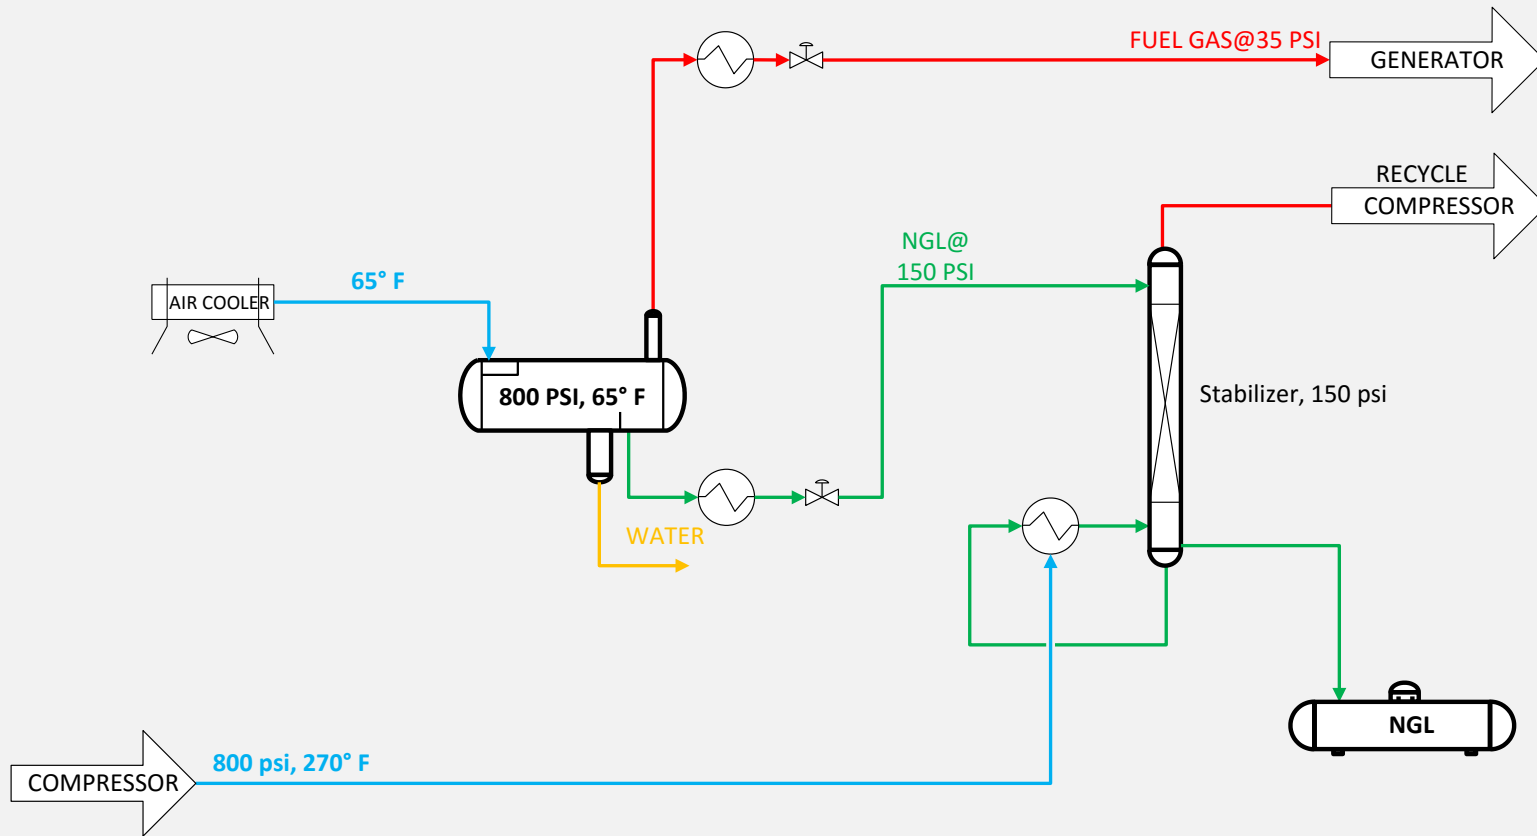 FUEL GAS@35 PSI
GENERATOR
RECYCLE
COMPRESSOR
NGL@
150 PSI
65° F
AIR COOLER
800 PSI, 65° F
Stabilizer, 150 psi
WATER
NGL
800 psi, 270° F
COMPRESSOR